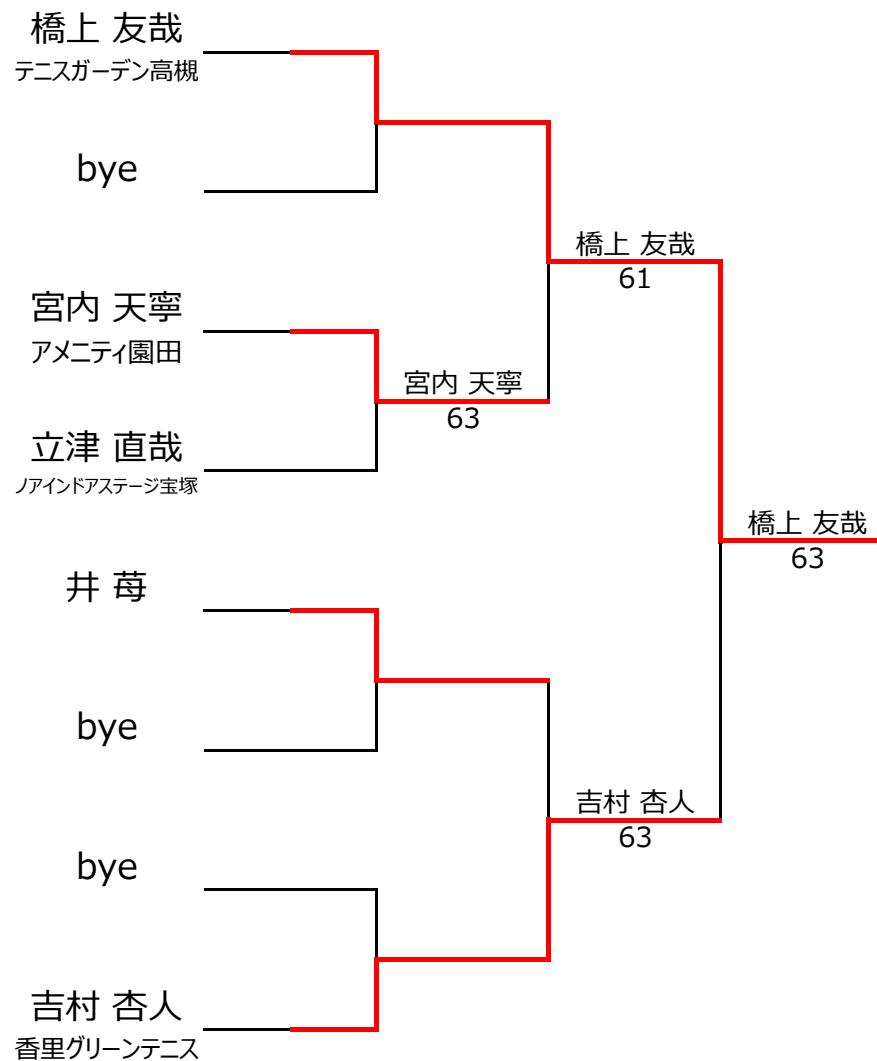 橋上 友哉
テニスガーデン高槻
bye
宮内 天寧
アメニティ園田
立津 直哉
ノアインドアステージ宝塚
井 苺
bye
bye
吉村 杏人
香里グリーンテニス
宮内 天寧
63
橋上 友哉
61
吉村 杏人
63
橋上 友哉
63